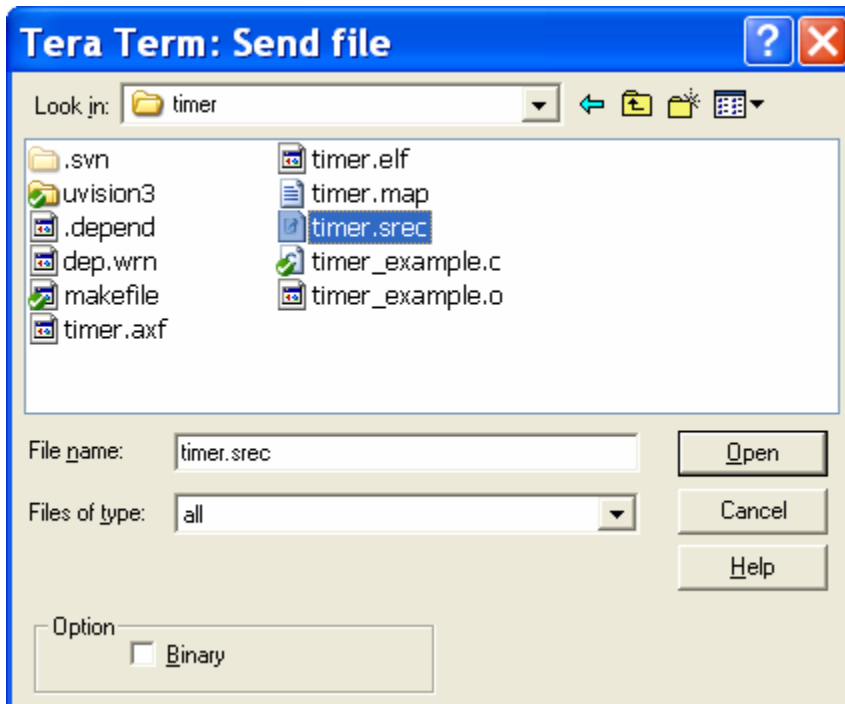 Tera Term: Send file
Look in: timer
.svn
uvision3
.depend
dep.wrn
makefile
timer.axf
timer.elf
timer.map
timer.srec
timer_example.c
timer_example.o
File name: timer.srec
Open
Files of type: all
Cancel
Help
Option
Binary